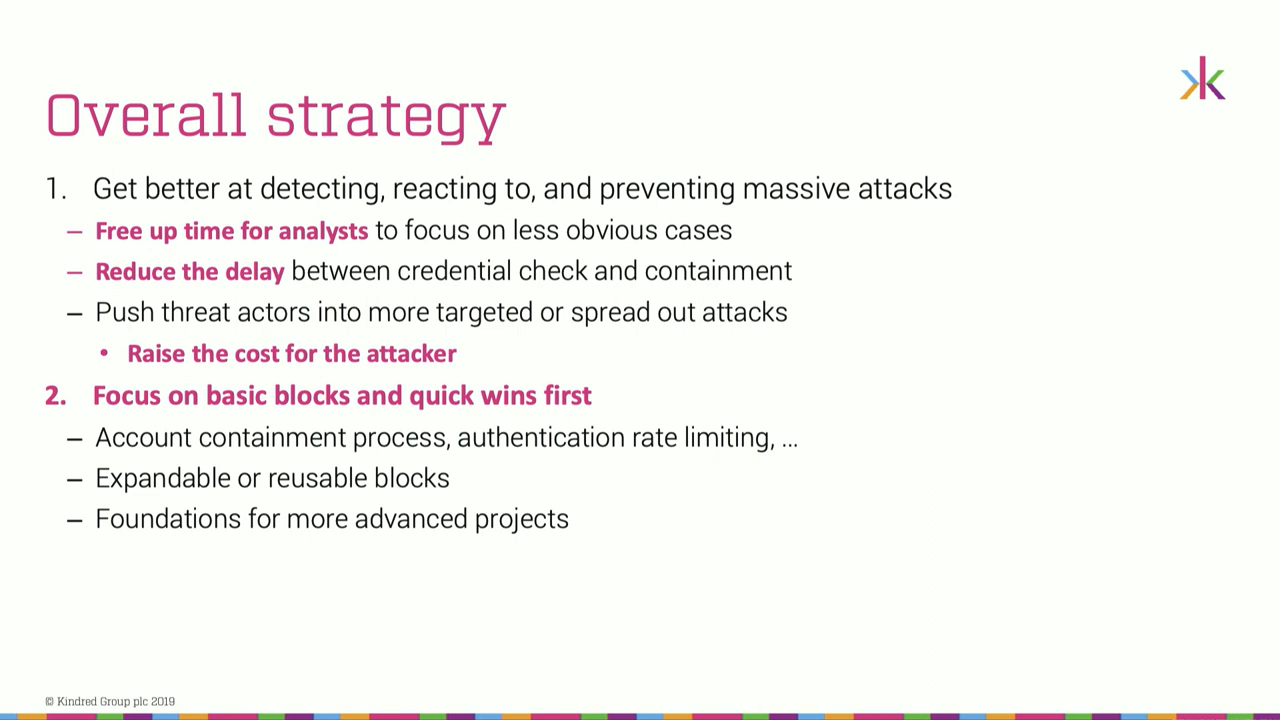 Overall strategy
1. Get better at detecting, reacting to, and preventing massive attacks
– Free up time for analysts to focus on less obvious cases
– Reduce the delay between credential check and containment
– Push threat actors into more targeted or spread out attacks
• Raise the cost for the attacker
2. Focus on basic blocks and quick wins first
– Account containment process, authentication rate limiting, ...
– Expandable or reusable blocks
– Foundations for more advanced projects
© Kindred Group plc 2019